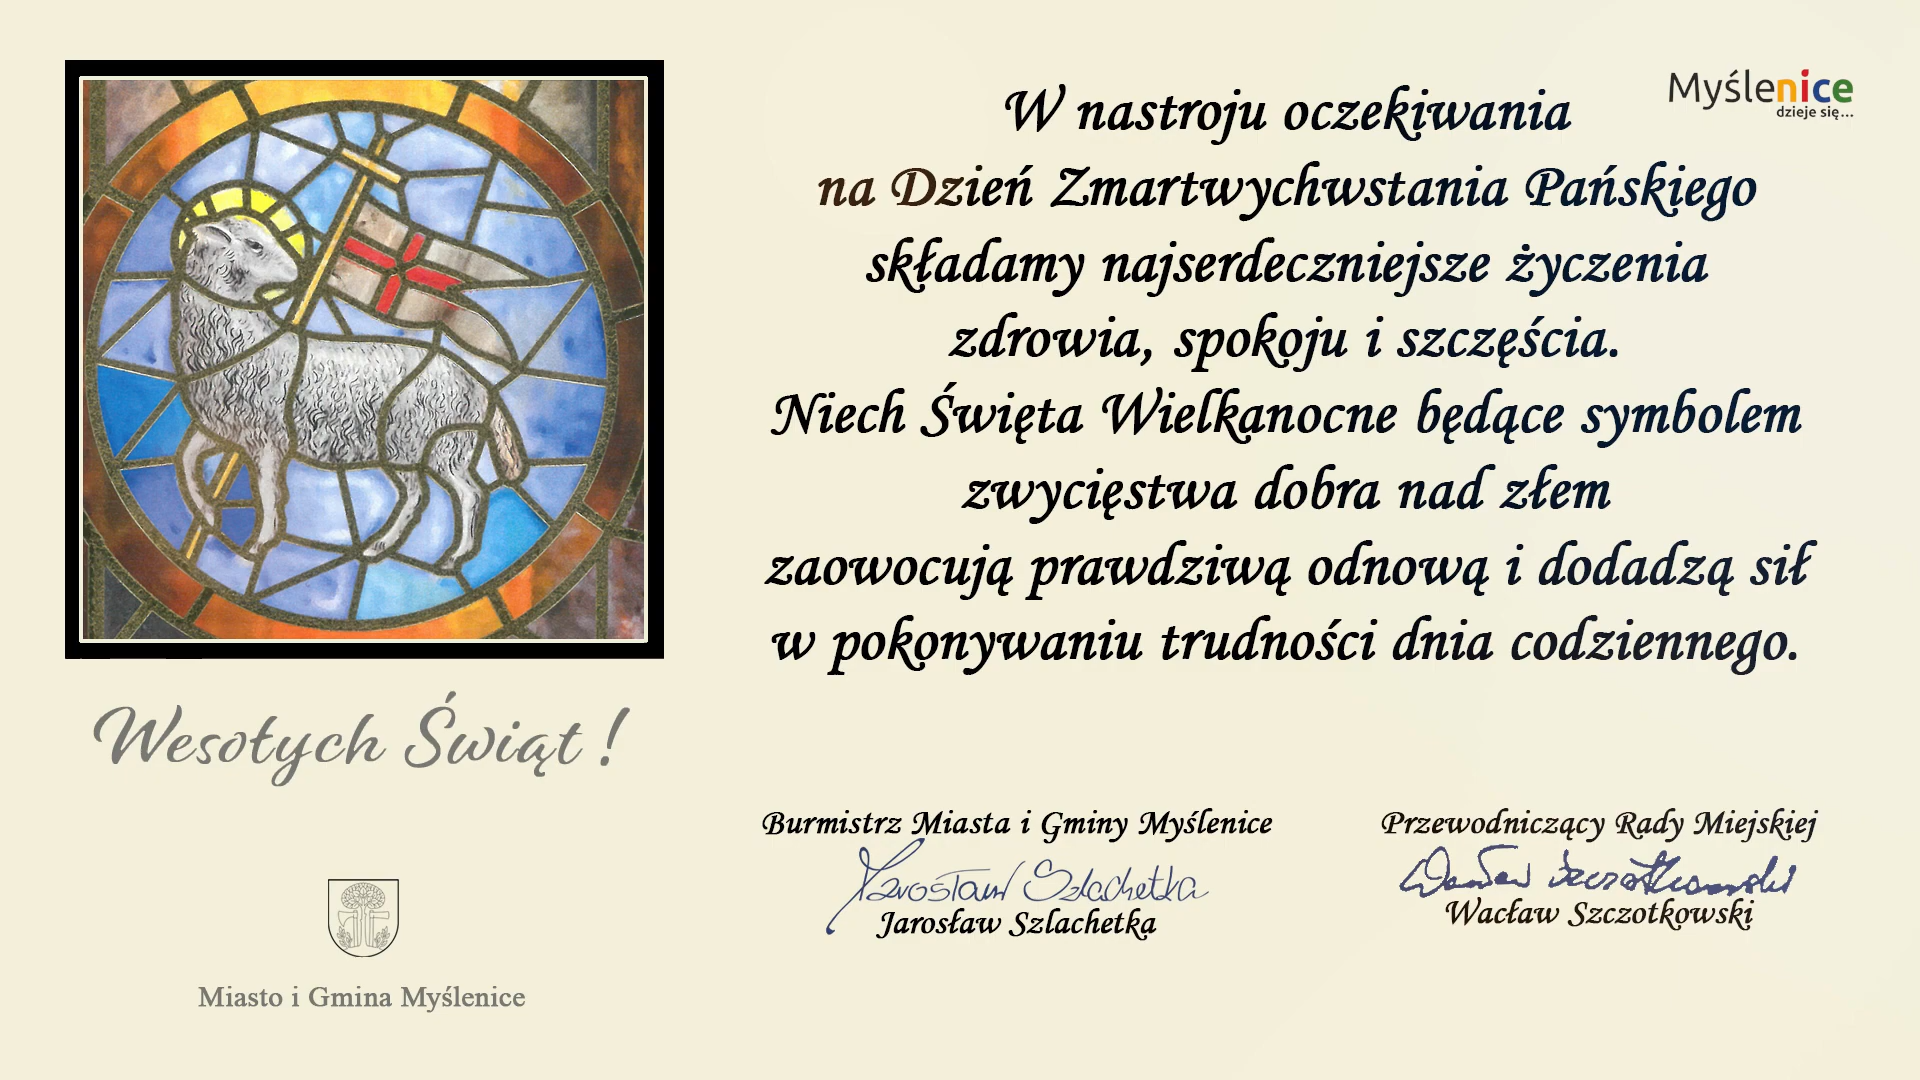 Myślenice
dzieje się...
W nastroju oczekiwania
na Dzień Zmartwychwstania Pańskiego
składamy najserdeczniejsze życzenia
zdrowia, spokoju i szczęścia.
Niech Święta Wielkanocne będące symbolem
zwycięstwa dobra nad złem
zaowocują prawdziwą odnową i dodadzą sił
w pokonywaniu trudności dnia codziennego.
Wesołych Świąt !
Burmistrz Miasta i Gminy Myślenice
Jarosław Szlachetka
Jarosław Szlachetka
Przewodniczący Rady Miejskiej
Wacław Szczotkowski
Wacław Szczotkowski
Miasto i Gmina Myślenice